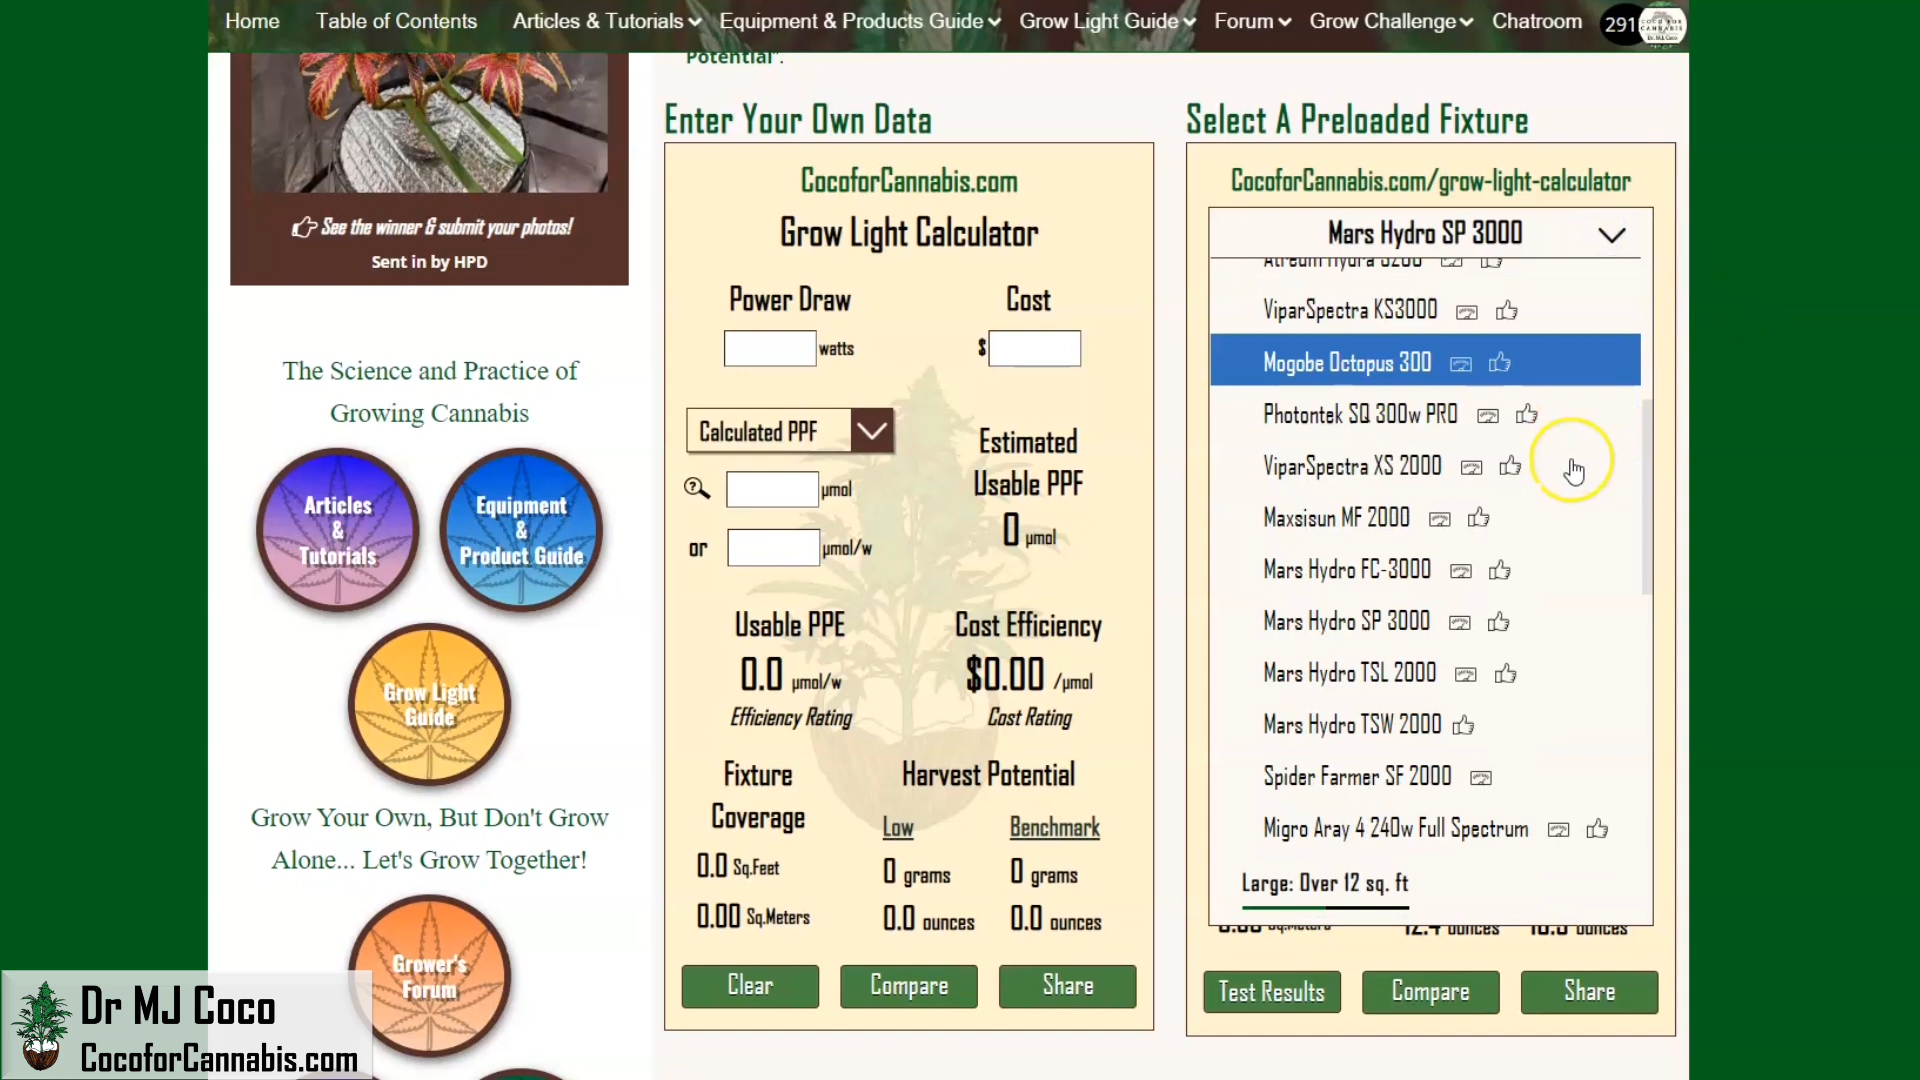 Home
Table of Contents
Articles & Tutorials
Equipment & Products Guide
Grow Light Guide
Forum
Grow Challenge
Chatroom
291
Potential".
See the winner & submit your photos!
Sent in by HPD
The Science and Practice of
Growing Cannabis
Articles
&
Tutorials
Equipment
&
Product Guide
Grow Light
Guide
Grow Your Own, But Don't Grow
Alone... Let's Grow Together!
Grower's
Forum
Dr MJ Coco
CocoforCannabis.com
Enter Your Own Data
CocoforCannabis.com
Grow Light Calculator
Power Draw
Cost
watts
$
Calculated PPF
Estimated
Usable PPF
0 µmol
µmol
or
µmol/w
Usable PPE
Cost Efficiency
0.0 µmol/w
$0.00 /µmol
Efficiency Rating
Cost Rating
Fixture
Coverage
Harvest Potential
Low
Benchmark
0.0 Sq.Feet
0 grams
0 grams
0.00 Sq.Meters
0.0 ounces
0.0 ounces
Clear
Compare
Share
Select A Preloaded Fixture
CocoforCannabis.com/grow-light-calculator
Mars Hydro SP 3000
ViparSpectra KS3000
Mogobe Octopus 300
Photontek SQ 300w PRO
ViparSpectra XS 2000
Maxsisun MF 2000
Mars Hydro FC-3000
Mars Hydro SP 3000
Mars Hydro TSL 2000
Mars Hydro TSW 2000
Spider Farmer SF 2000
Migro Aray 4 240w Full Spectrum
Large: Over 12 sq. ft
Test Results
Compare
Share